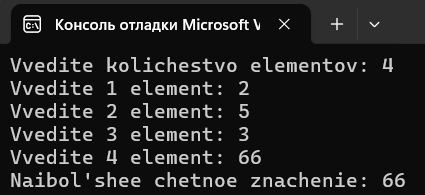 Консоль отладки Microsoft V
Vvedite kolichestvo elementov: 4
Vvedite 1 element: 2
Vvedite 2 element: 5
Vvedite 3 element: 3
Vvedite 4 element: 66
Naibol'shee chetnoe znachenie: 66